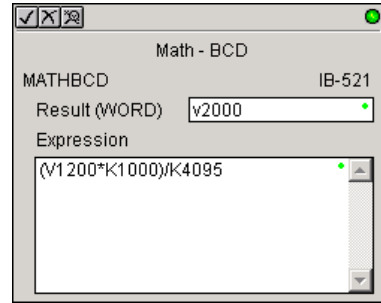 Math - BCD
MATHBCD IB-521
Result (WORD) v2000
Expression
(V1200*K1000)/K4095